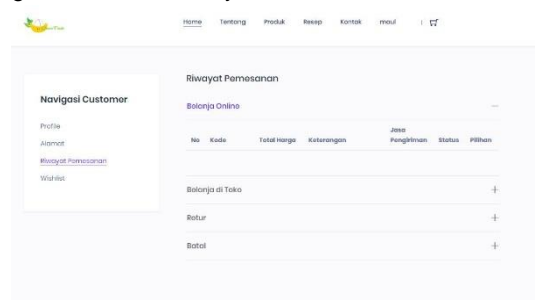 Home Tentang Produk Resep Kontak maul
Riwayat Pemesanan
Navigasi Customer
Belanja Online
Profile
Alamat
No Kode Total Harga Keterangan Jasa Pengiriman Status Pilihan
Riwayat Pemesanan
Wishlist
Belanja di Toko
Retur
Batal